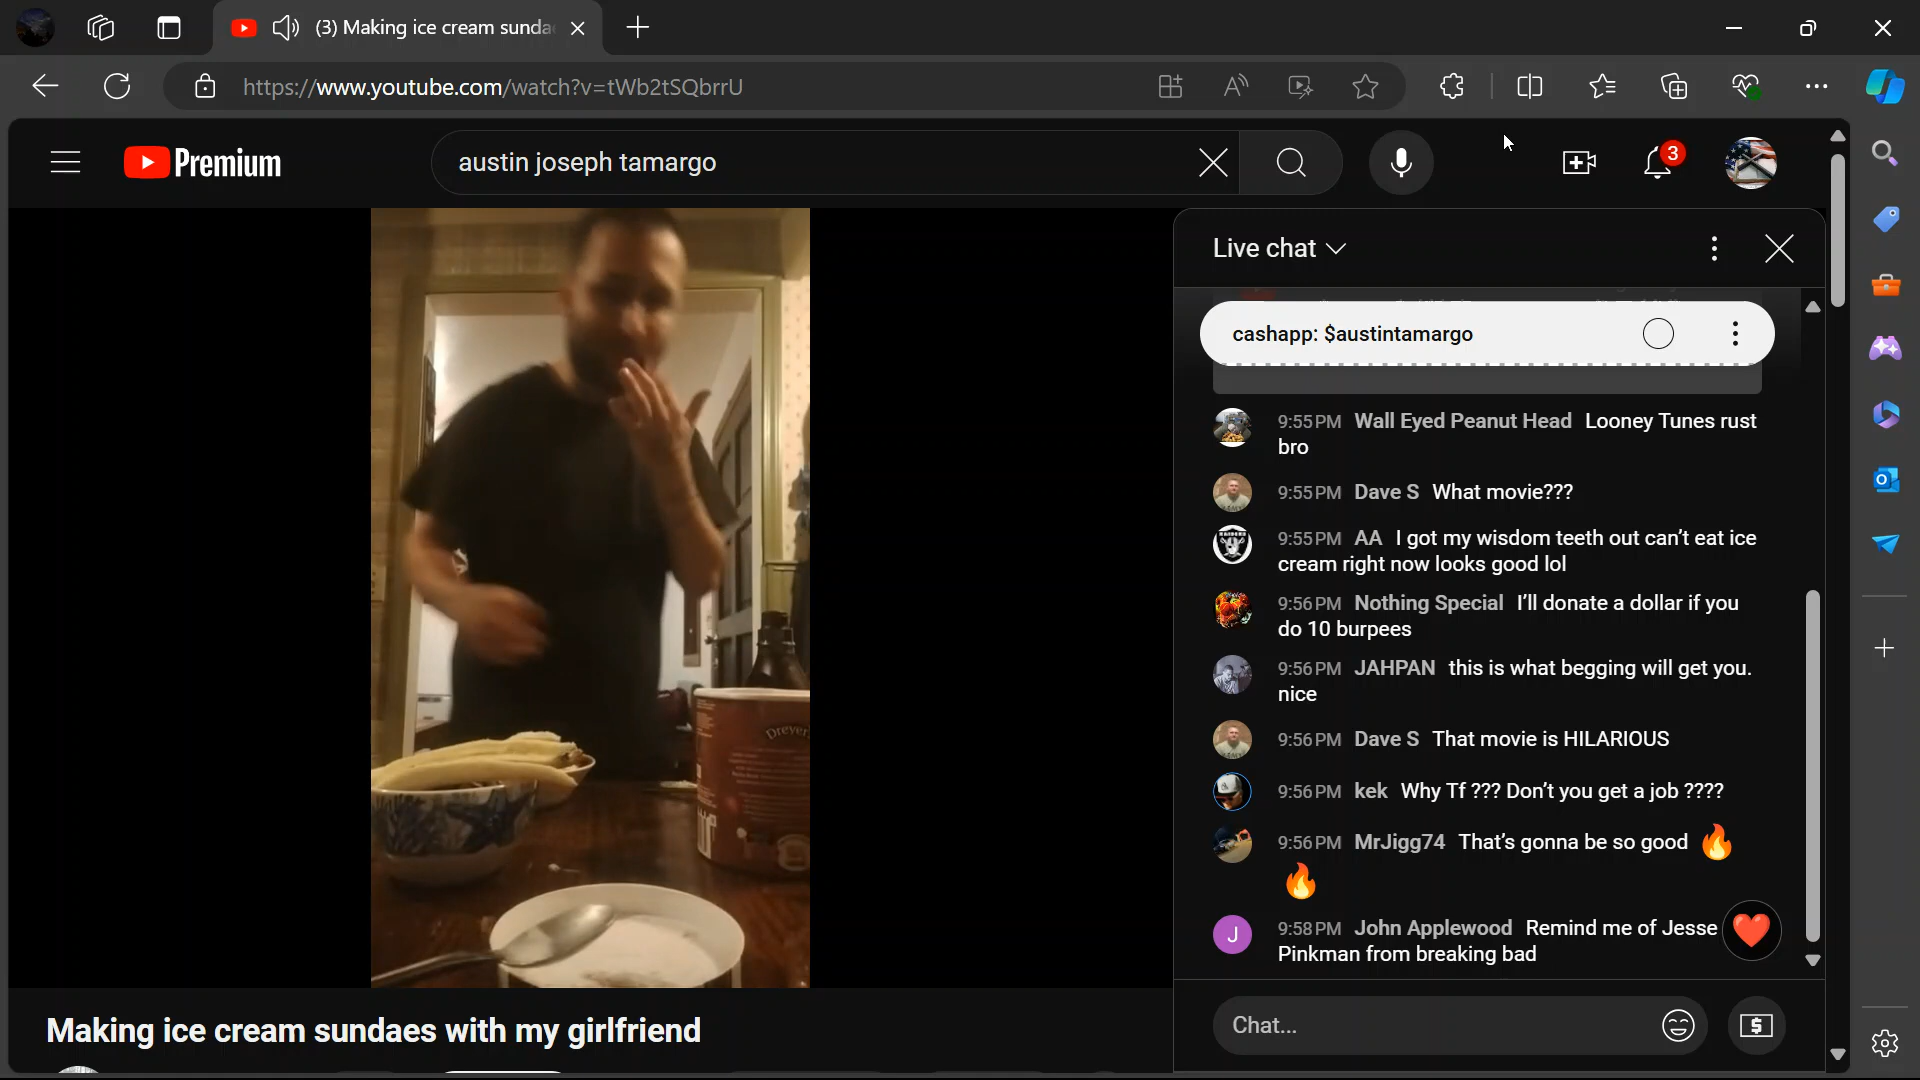 (3) Making ice cream sunda
https://www.youtube.com/watch?v=tWb2tSQbrrU
Premium
austin joseph tamargo
3
Live chat
cashapp: $austintamargo
9:55 PM Wall Eyed Peanut Head Looney Tunes rust
bro
9:55 PM Dave S What movie???
RAIDERS
9:55 PM AA I got my wisdom teeth out can't eat ice
cream right now looks good lol
9:56 PM Nothing Special I'll donate a dollar if you
do 10 burpees
9:56 PM JAHPAN this is what begging will get you.
nice
Dreyer
9:56 PM Dave S That movie is HILARIOUS
9:56 PM kek Why Tf ??? Don't you get a job ????
9:56 PM MrJigg74 That's gonna be so good 🔥
🔥
J
9:58 PM John Applewood Remind me of Jesse
Pinkman from breaking bad
Chat...
Making ice cream sundaes with my girlfriend